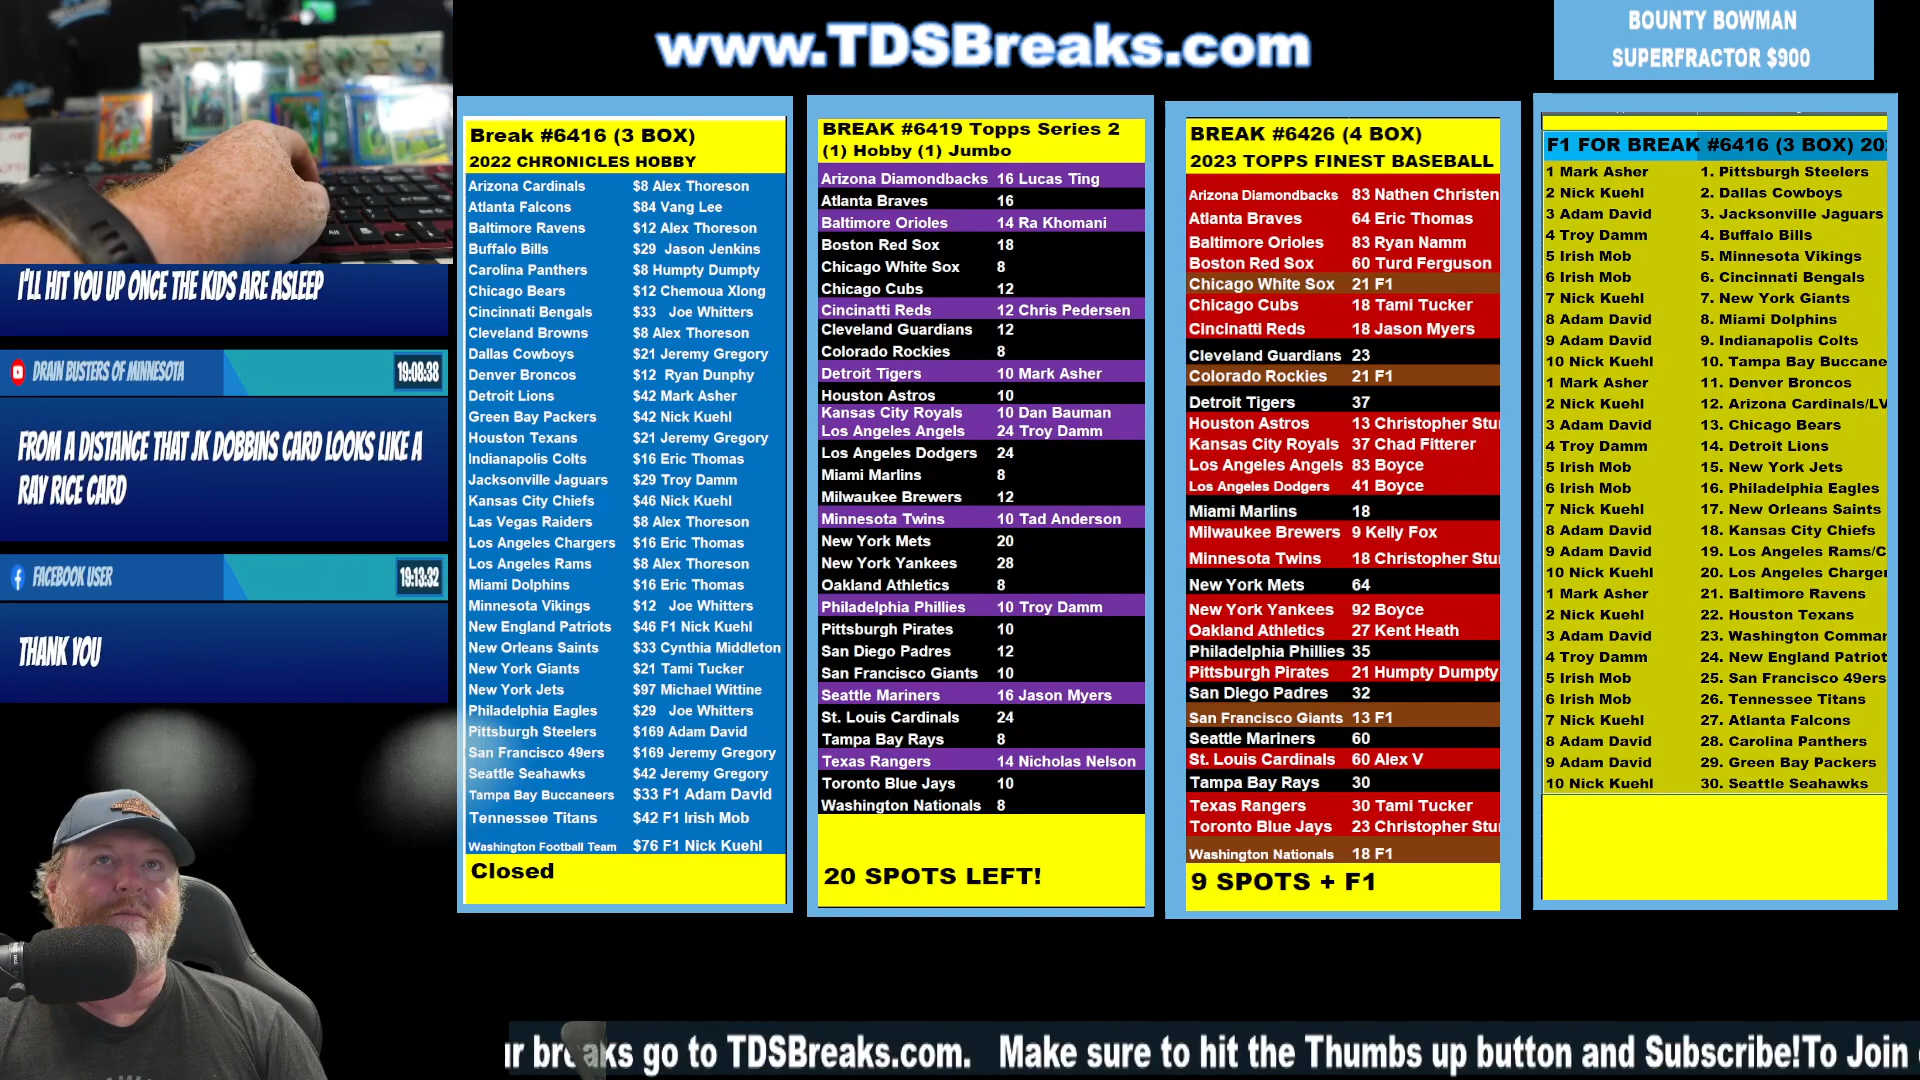 www.TDSBreaks.com
BOUNTY BOWMAN
SUPERFRACTOR $900
I'LL HIT YOU UP ONCE THE KIDS ARE ASLEEP
DRAIN BUSTERS OF MINNESOTA 19:08:38
FROM A DISTANCE THAT JK DOBBINS CARD LOOKS LIKE A
RAY RICE CARD
FACEBOOK USER 19:13:32
THANK YOU
Break #6416 (3 BOX)
2022 CHRONICLES HOBBY
Arizona Cardinals $8 Alex Thoreson
Atlanta Falcons $84 Vang Lee
Baltimore Ravens $12 Alex Thoreson
Buffalo Bills $29 Jason Jenkins
Carolina Panthers $8 Humpty Dumpty
Chicago Bears $12 Chemoua Xlong
Cincinnati Bengals $33 Joe Whitters
Cleveland Browns $8 Alex Thoreson
Dallas Cowboys $21 Jeremy Gregory
Denver Broncos $12 Ryan Dunphy
Detroit Lions $42 Mark Asher
Green Bay Packers $42 Nick Kuehl
Houston Texans $21 Jeremy Gregory
Indianapolis Colts $16 Eric Thomas
Jacksonville Jaguars $29 Troy Damm
Kansas City Chiefs $46 Nick Kuehl
Las Vegas Raiders $8 Alex Thoreson
Los Angeles Chargers $16 Eric Thomas
Los Angeles Rams $8 Alex Thoreson
Miami Dolphins $16 Eric Thomas
Minnesota Vikings $12 Joe Whitters
New England Patriots $46 F1 Nick Kuehl
New Orleans Saints $33 Cynthia Middleton
New York Giants $21 Tami Tucker
New York Jets $97 Michael Wittine
Philadelphia Eagles $29 Joe Whitters
Pittsburgh Steelers $169 Adam David
San Francisco 49ers $169 Jeremy Gregory
Seattle Seahawks $42 Jeremy Gregory
Tampa Bay Buccaneers $33 F1 Adam David
Tennessee Titans $42 F1 Irish Mob
Washington Football Team $76 F1 Nick Kuehl
Closed
BREAK #6419 Topps Series 2
(1) Hobby (1) Jumbo
Arizona Diamondbacks 16 Lucas Ting
Atlanta Braves 16
Baltimore Orioles 14 Ra Khomani
Boston Red Sox 18
Chicago White Sox 8
Chicago Cubs 12
Cincinatti Reds 12 Chris Pedersen
Cleveland Guardians 12
Colorado Rockies 8
Detroit Tigers 10 Mark Asher
Houston Astros 10
Kansas City Royals 10 Dan Bauman
Los Angeles Angels 24 Troy Damm
Los Angeles Dodgers 24
Miami Marlins 8
Milwaukee Brewers 12
Minnesota Twins 10 Tad Anderson
New York Mets 20
New York Yankees 28
Oakland Athletics 8
Philadelphia Phillies 10 Troy Damm
Pittsburgh Pirates 10
San Diego Padres 12
San Francisco Giants 10
Seattle Mariners 16 Jason Myers
St. Louis Cardinals 24
Tampa Bay Rays 8
Texas Rangers 14 Nicholas Nelson
Toronto Blue Jays 10
Washington Nationals 8
20 SPOTS LEFT!
BREAK #6426 (4 BOX)
2023 TOPPS FINEST BASEBALL
Arizona Diamondbacks 83 Nathen Christen
Atlanta Braves 64 Eric Thomas
Baltimore Orioles 83 Ryan Namm
Boston Red Sox 60 Turd Ferguson
Chicago White Sox 21 F1
Chicago Cubs 18 Tami Tucker
Cincinatti Reds 18 Jason Myers
Cleveland Guardians 23
Colorado Rockies 21 F1
Detroit Tigers 37
Houston Astros 13 Christopher Stu
Kansas City Royals 37 Chad Fitterer
Los Angeles Angels 83 Boyce
Los Angeles Dodgers 41 Boyce
Miami Marlins 18
Milwaukee Brewers 9 Kelly Fox
Minnesota Twins 18 Christopher Stu
New York Mets 64
New York Yankees 92 Boyce
Oakland Athletics 27 Kent Heath
Philadelphia Phillies 35
Pittsburgh Pirates 21 Humpty Dumpty
San Diego Padres 32
San Francisco Giants 13 F1
Seattle Mariners 60
St. Louis Cardinals 60 Alex V
Tampa Bay Rays 30
Texas Rangers 30 Tami Tucker
Toronto Blue Jays 23 Christopher Stu
Washington Nationals 18 F1
9 SPOTS + F1
F1 FOR BREAK #6416 (3 BOX) 20
1 Mark Asher 1. Pittsburgh Steelers
2 Nick Kuehl 2. Dallas Cowboys
3 Adam David 3. Jacksonville Jaguars
4 Troy Damm 4. Buffalo Bills
5 Irish Mob 5. Minnesota Vikings
6 Irish Mob 6. Cincinnati Bengals
7 Nick Kuehl 7. New York Giants
8 Adam David 8. Miami Dolphins
9 Adam David 9. Indianapolis Colts
10 Nick Kuehl 10. Tampa Bay Buccane
1 Mark Asher 11. Denver Broncos
2 Nick Kuehl 12. Arizona Cardinals/LV
3 Adam David 13. Chicago Bears
4 Troy Damm 14. Detroit Lions
5 Irish Mob 15. New York Jets
6 Irish Mob 16. Philadelphia Eagles
7 Nick Kuehl 17. New Orleans Saints
8 Adam David 18. Kansas City Chiefs
9 Adam David 19. Los Angeles Rams/C
10 Nick Kuehl 20. Los Angeles Charger
1 Mark Asher 21. Baltimore Ravens
2 Nick Kuehl 22. Houston Texans
3 Adam David 23. Washington Comman
4 Troy Damm 24. New England Patriot
5 Irish Mob 25. San Francisco 49ers
6 Irish Mob 26. Tennessee Titans
7 Nick Kuehl 27. Atlanta Falcons
8 Adam David 28. Carolina Panthers
9 Adam David 29. Green Bay Packers
10 Nick Kuehl 30. Seattle Seahawks
ur breaks go to TDSBreaks.com. Make sure to hit the Thumbs up button and Subscribe!To Join